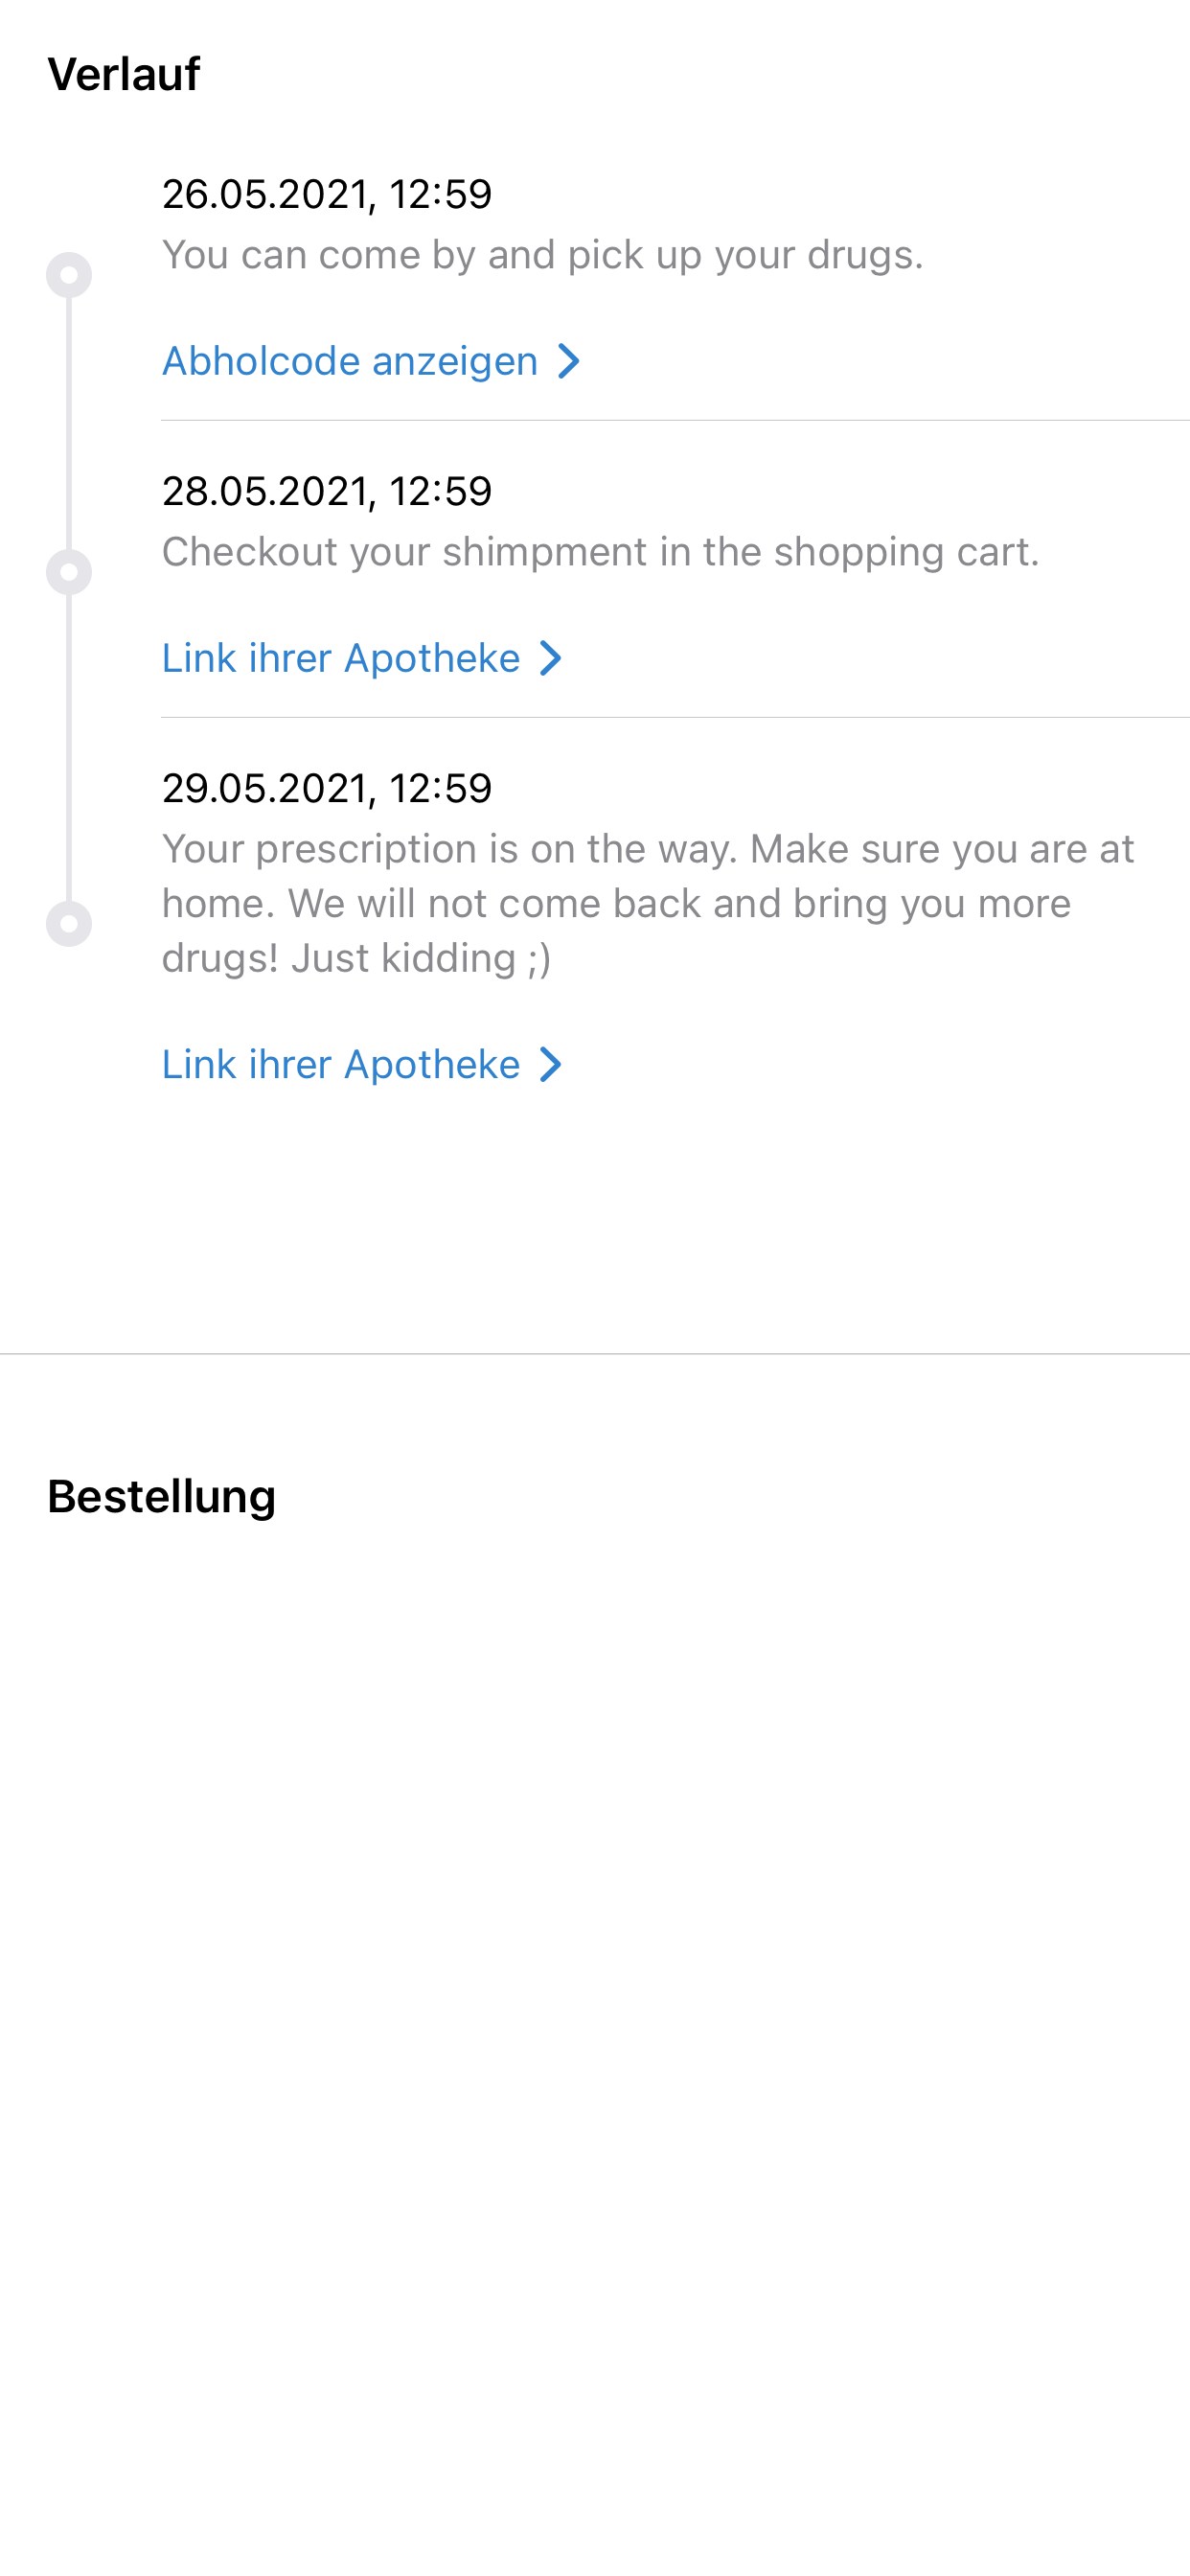 Verlauf
26.05.2021, 12:59
You can come by and pick up your drugs.
Abholcode anzeigen
28.05.2021, 12:59
Checkout your shimpment in the shopping cart.
Link ihrer Apotheke
29.05.2021, 12:59
Your prescription is on the way. Make sure you are at
home. We will not come back and bring you more
drugs! Just kidding ;)
Link ihrer Apotheke
Bestellung